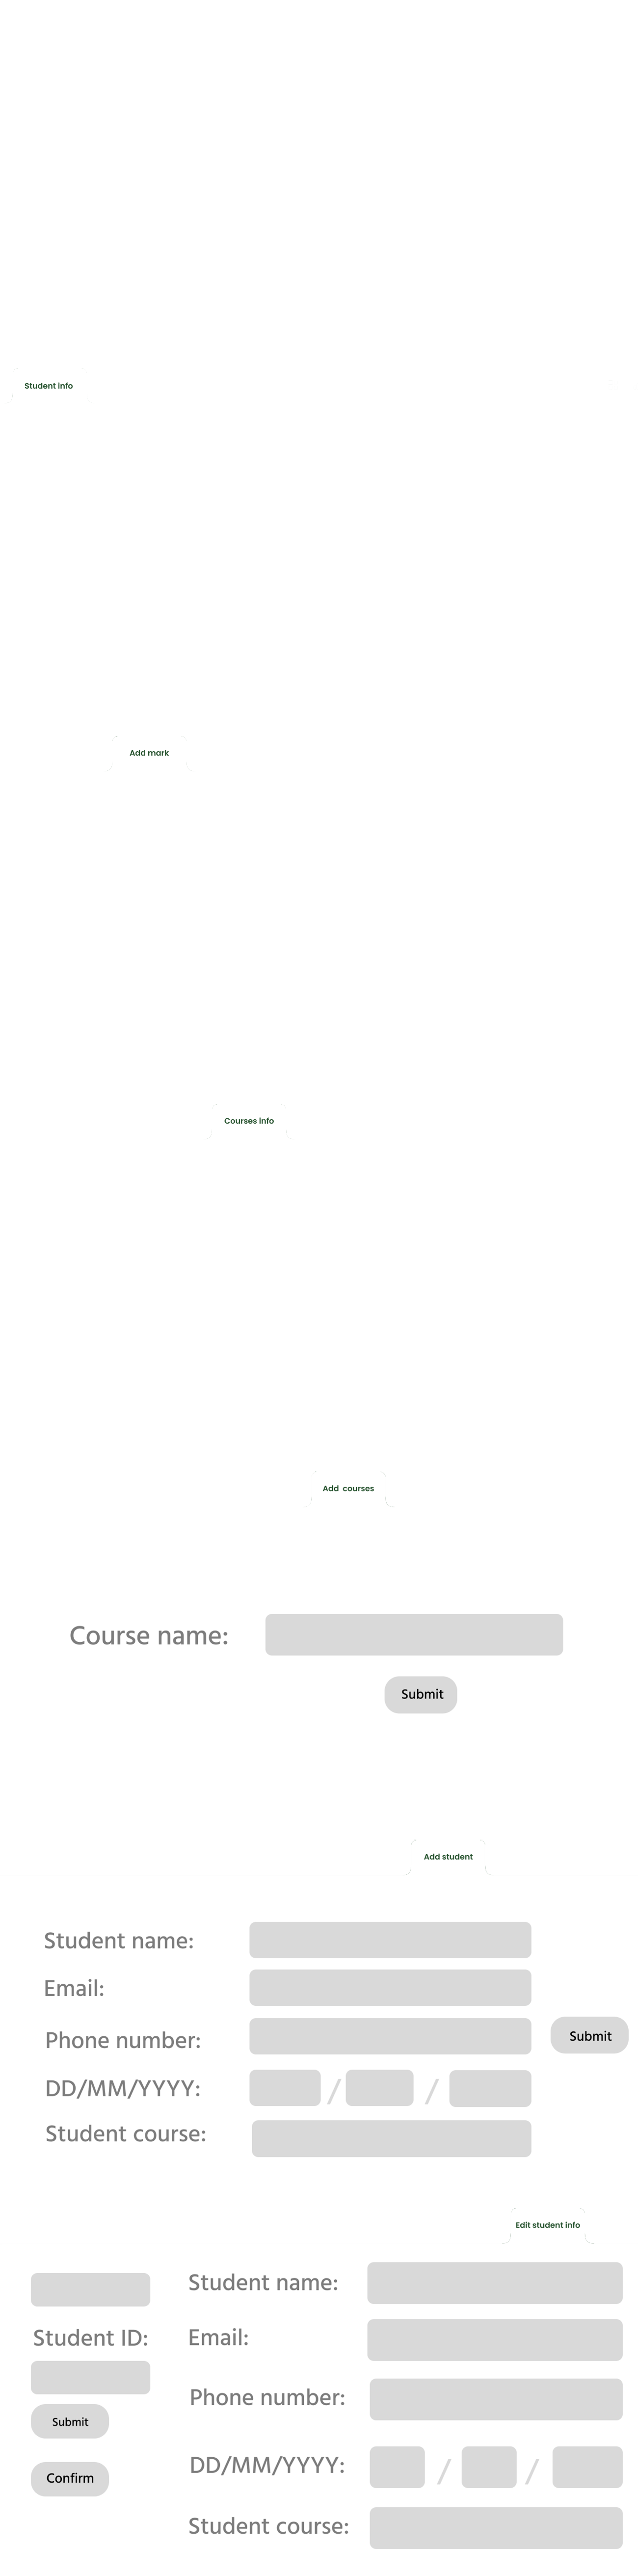 Student info
Add mark
Courses info
Add courses
Course name:
Submit
Add student
Student name:
Email:
Phone number:
Submit
DD/MM/YYYY:
/ /
Student course:
Edit student info
Student name:
Student ID:
Email:
Submit
Phone number:
Confirm
DD/MM/YYYY:
/ /
Student course: